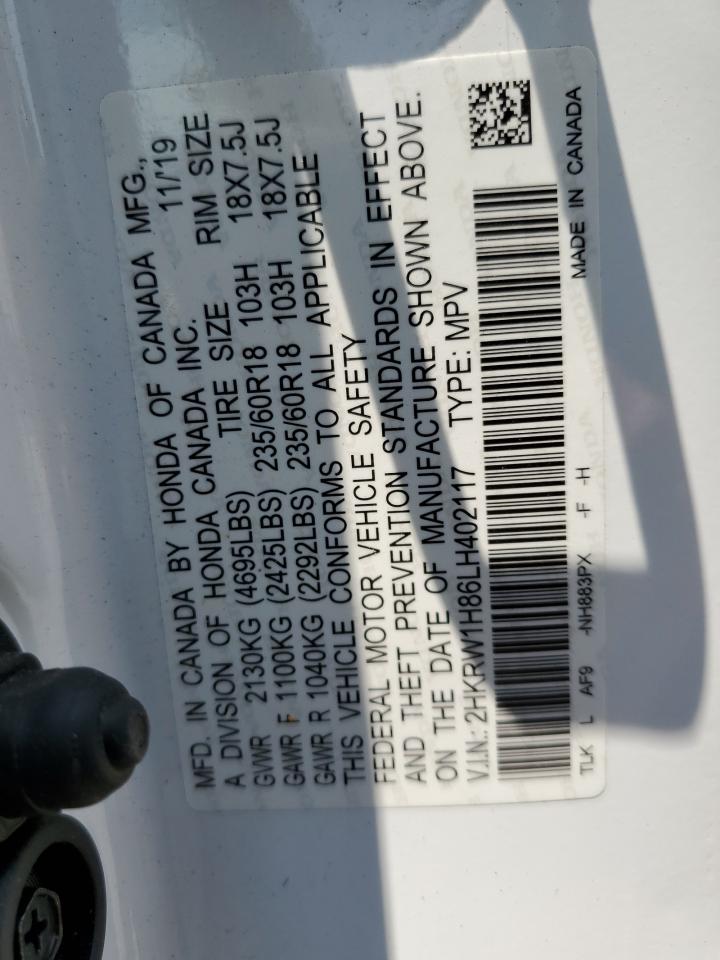 MFD. IN CANADA BY HONDA OF CANADA MFG.,
A DIVISION OF HONDA CANADA INC. 11/'19
GVWR 2130KG (4695LBS) TIRE SIZE RIM SIZE
GAWR F 1100KG (2425LBS) 235/60R18 103H 18X7.5J
GAWR R 1040KG (2292LBS) 235/60R18 103H 18X7.5J
THIS VEHICLE CONFORMS TO ALL APPLICABLE
FEDERAL MOTOR VEHICLE SAFETY
AND THEFT PREVENTION STANDARDS IN EFFECT
ON THE DATE OF MANUFACTURE SHOWN ABOVE.
V.I.N.: 2HKRW1H86LH402117 TYPE: MPV
TLK L AF9 -NH883PX -F -H MADE IN CANADA